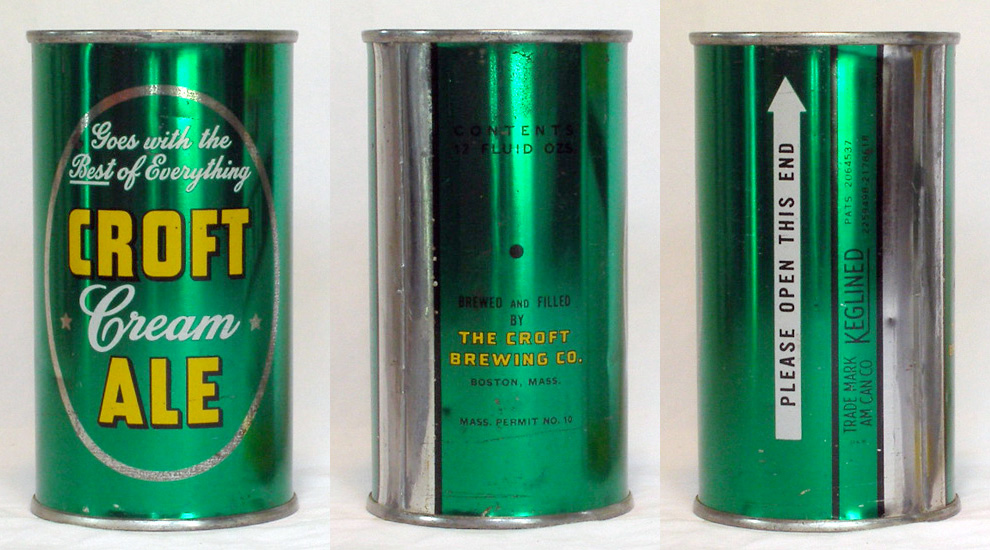 Goes with the
Best of Everything
CROFT
Cream
ALE
CONTENTS
12 FLUID OZS.
BREWED AND FILLED
BY
THE CROFT
BREWING CO.
BOSTON, MASS.
MASS. PERMIT NO. 10
PLEASE OPEN THIS END
TRADE MARK
AM. CAN CO.
KEGLINED
PATS 2064537
2259498-2178618